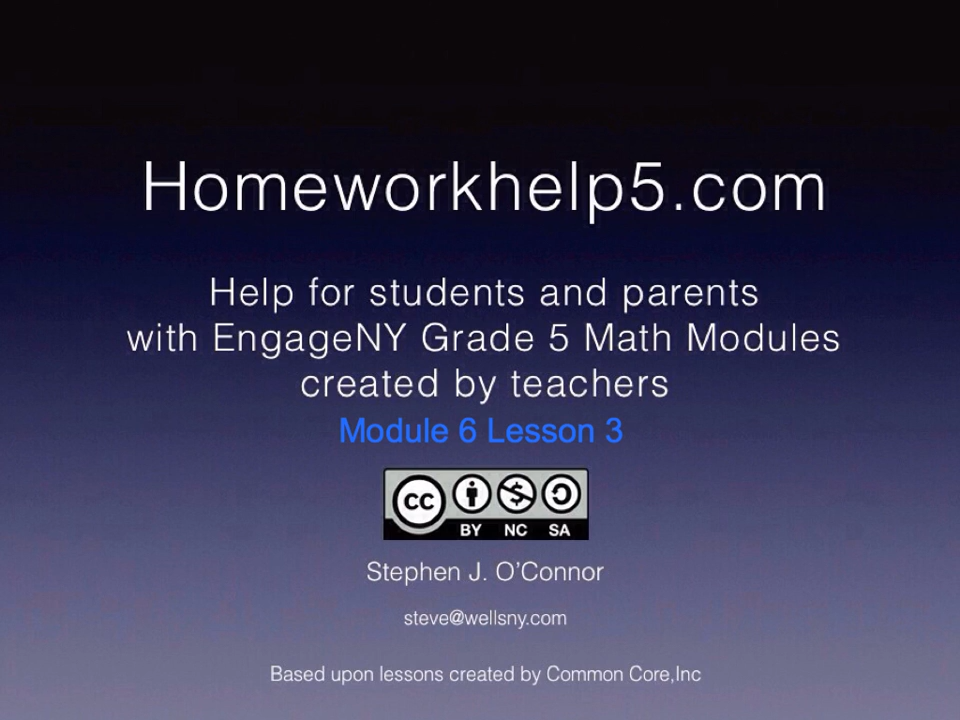 Homeworkhelp5.com
Help for students and parents
with EngageNY Grade 5 Math Modules
created by teachers
Module 6 Lesson 3
cc
BY NC SA
Stephen J. O'Connor
steve@wellsny.com
Based upon lessons created by Common Core,Inc